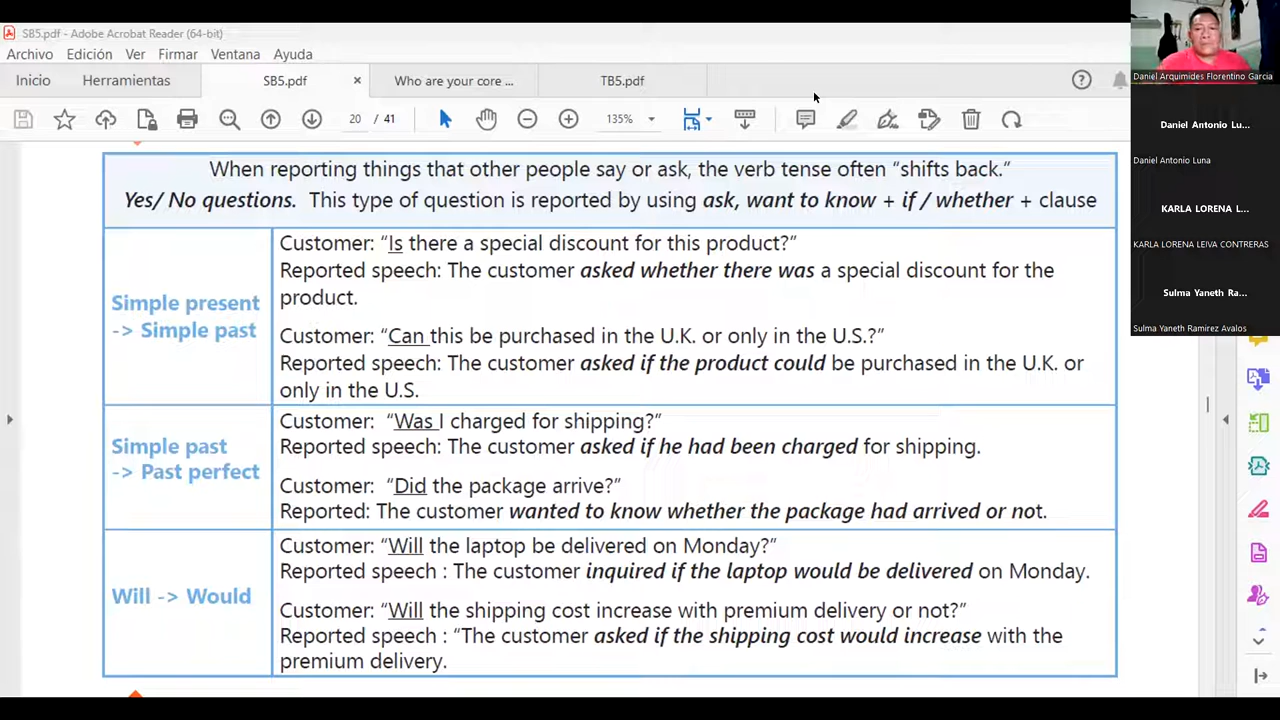 SB5.pdf - Adobe Acrobat Reader (64-bit)
Archivo Edición Ver Firmar Ventana Ayuda
Inicio Herramientas SB5.pdf × Who are your core ... TB5.pdf
20 / 41 135%
When reporting things that other people say or ask, the verb tense often “shifts back.”
Yes/ No questions. This type of question is reported by using ask, want to know + if / whether + clause
Simple present
-> Simple past
Customer: “Is there a special discount for this product?”
Reported speech: The customer asked whether there was a special discount for the
product.
Customer: “Can this be purchased in the U.K. or only in the U.S.?”
Reported speech: The customer asked if the product could be purchased in the U.K. or
only in the U.S.
Simple past
-> Past perfect
Customer: “Was I charged for shipping?”
Reported speech: The customer asked if he had been charged for shipping.
Customer: “Did the package arrive?”
Reported: The customer wanted to know whether the package had arrived or not.
Will -> Would
Customer: “Will the laptop be delivered on Monday?”
Reported speech : The customer inquired if the laptop would be delivered on Monday.
Customer: “Will the shipping cost increase with premium delivery or not?”
Reported speech : “The customer asked if the shipping cost would increase with the
premium delivery.
Daniel Arquimides Florentino Garcia
Daniel Antonio Lu...
Daniel Antonio Luna
KARLA LORENA L...
KARLA LORENA LEIVA CONTRERAS
Sulma Yaneth Ra...
Sulma Yaneth Ramirez Avalos